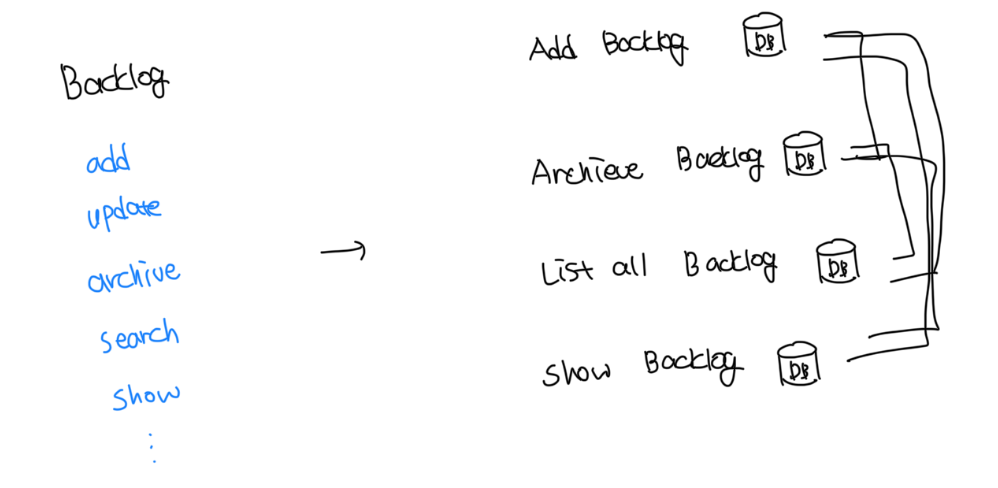 Backlog
add
update
archive
search
show
Add Backlog DB
Archieve Backlog DB
List all Backlog DB
Show Backlog DB